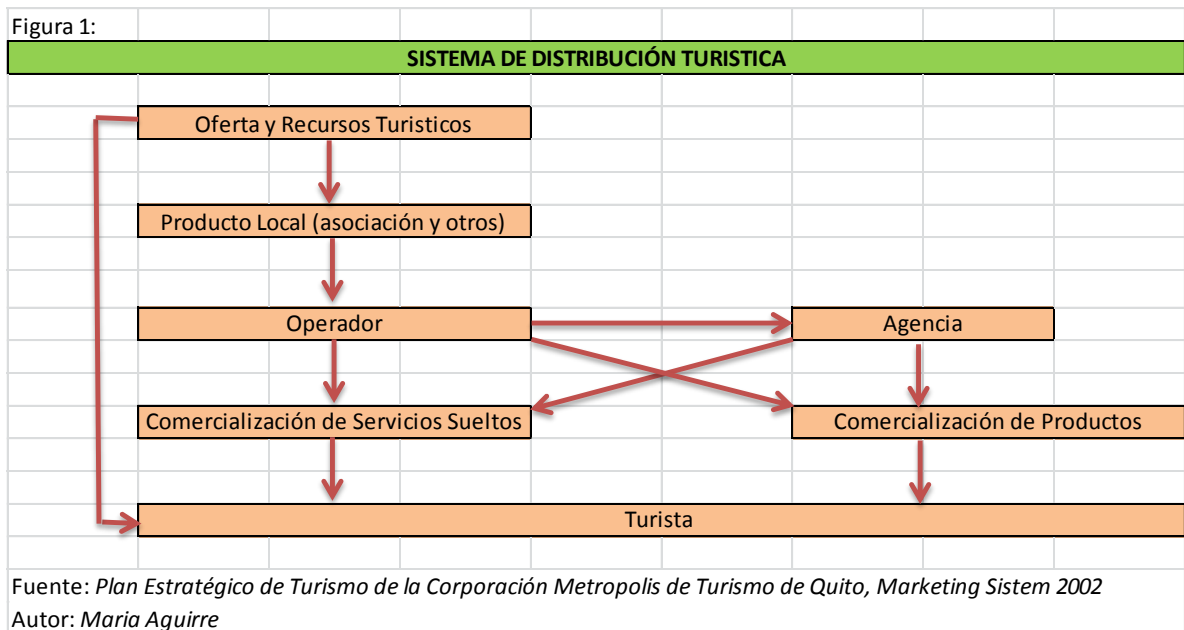 Figura 1:
SISTEMA DE DISTRIBUCIÓN TURISTICA
Oferta y Recursos Turisticos
Producto Local (asociación y otros)
Operador
Agencia
Comercialización de Servicios Sueltos
Comercialización de Productos
Turista
Fuente: Plan Estratégico de Turismo de la Corporación Metropolis de Turismo de Quito, Marketing Sistem 2002
Autor: Maria Aguirre